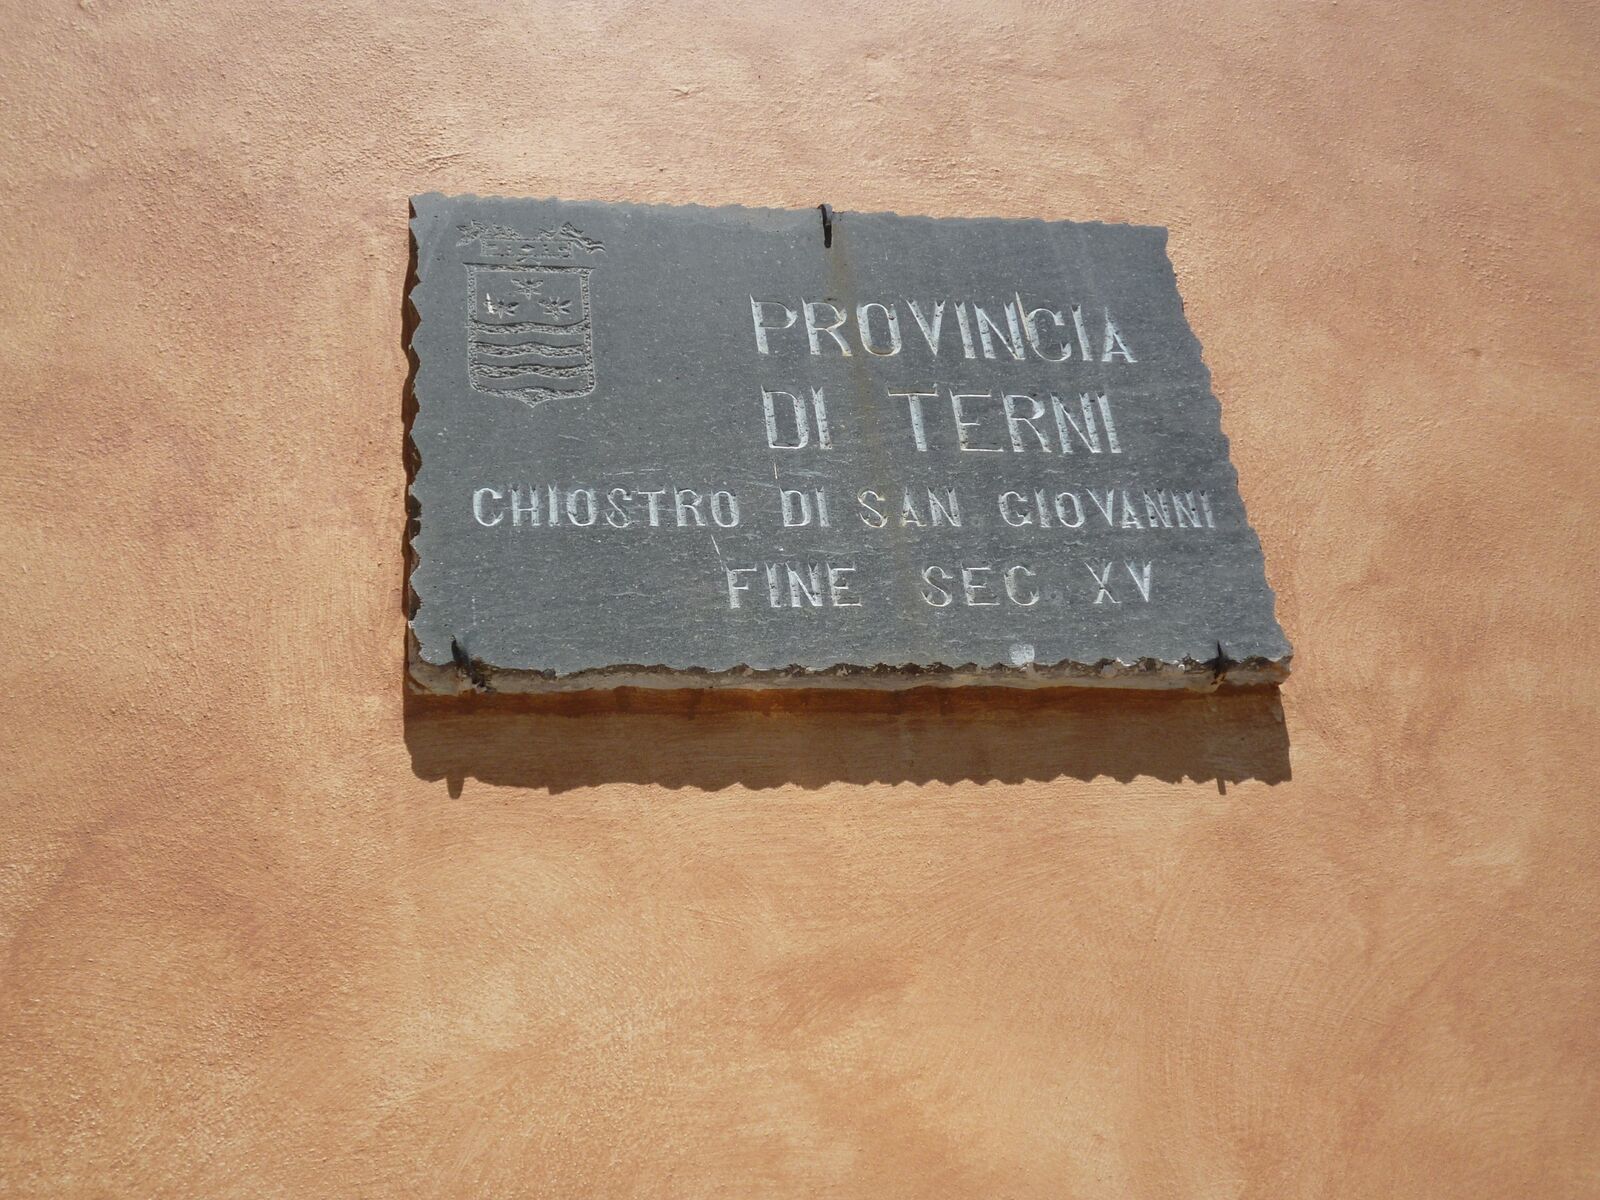 PROVINCIA
DI TERNI
CHIOSTRO DI SAN GIOVANNI
FINE SEC. XV